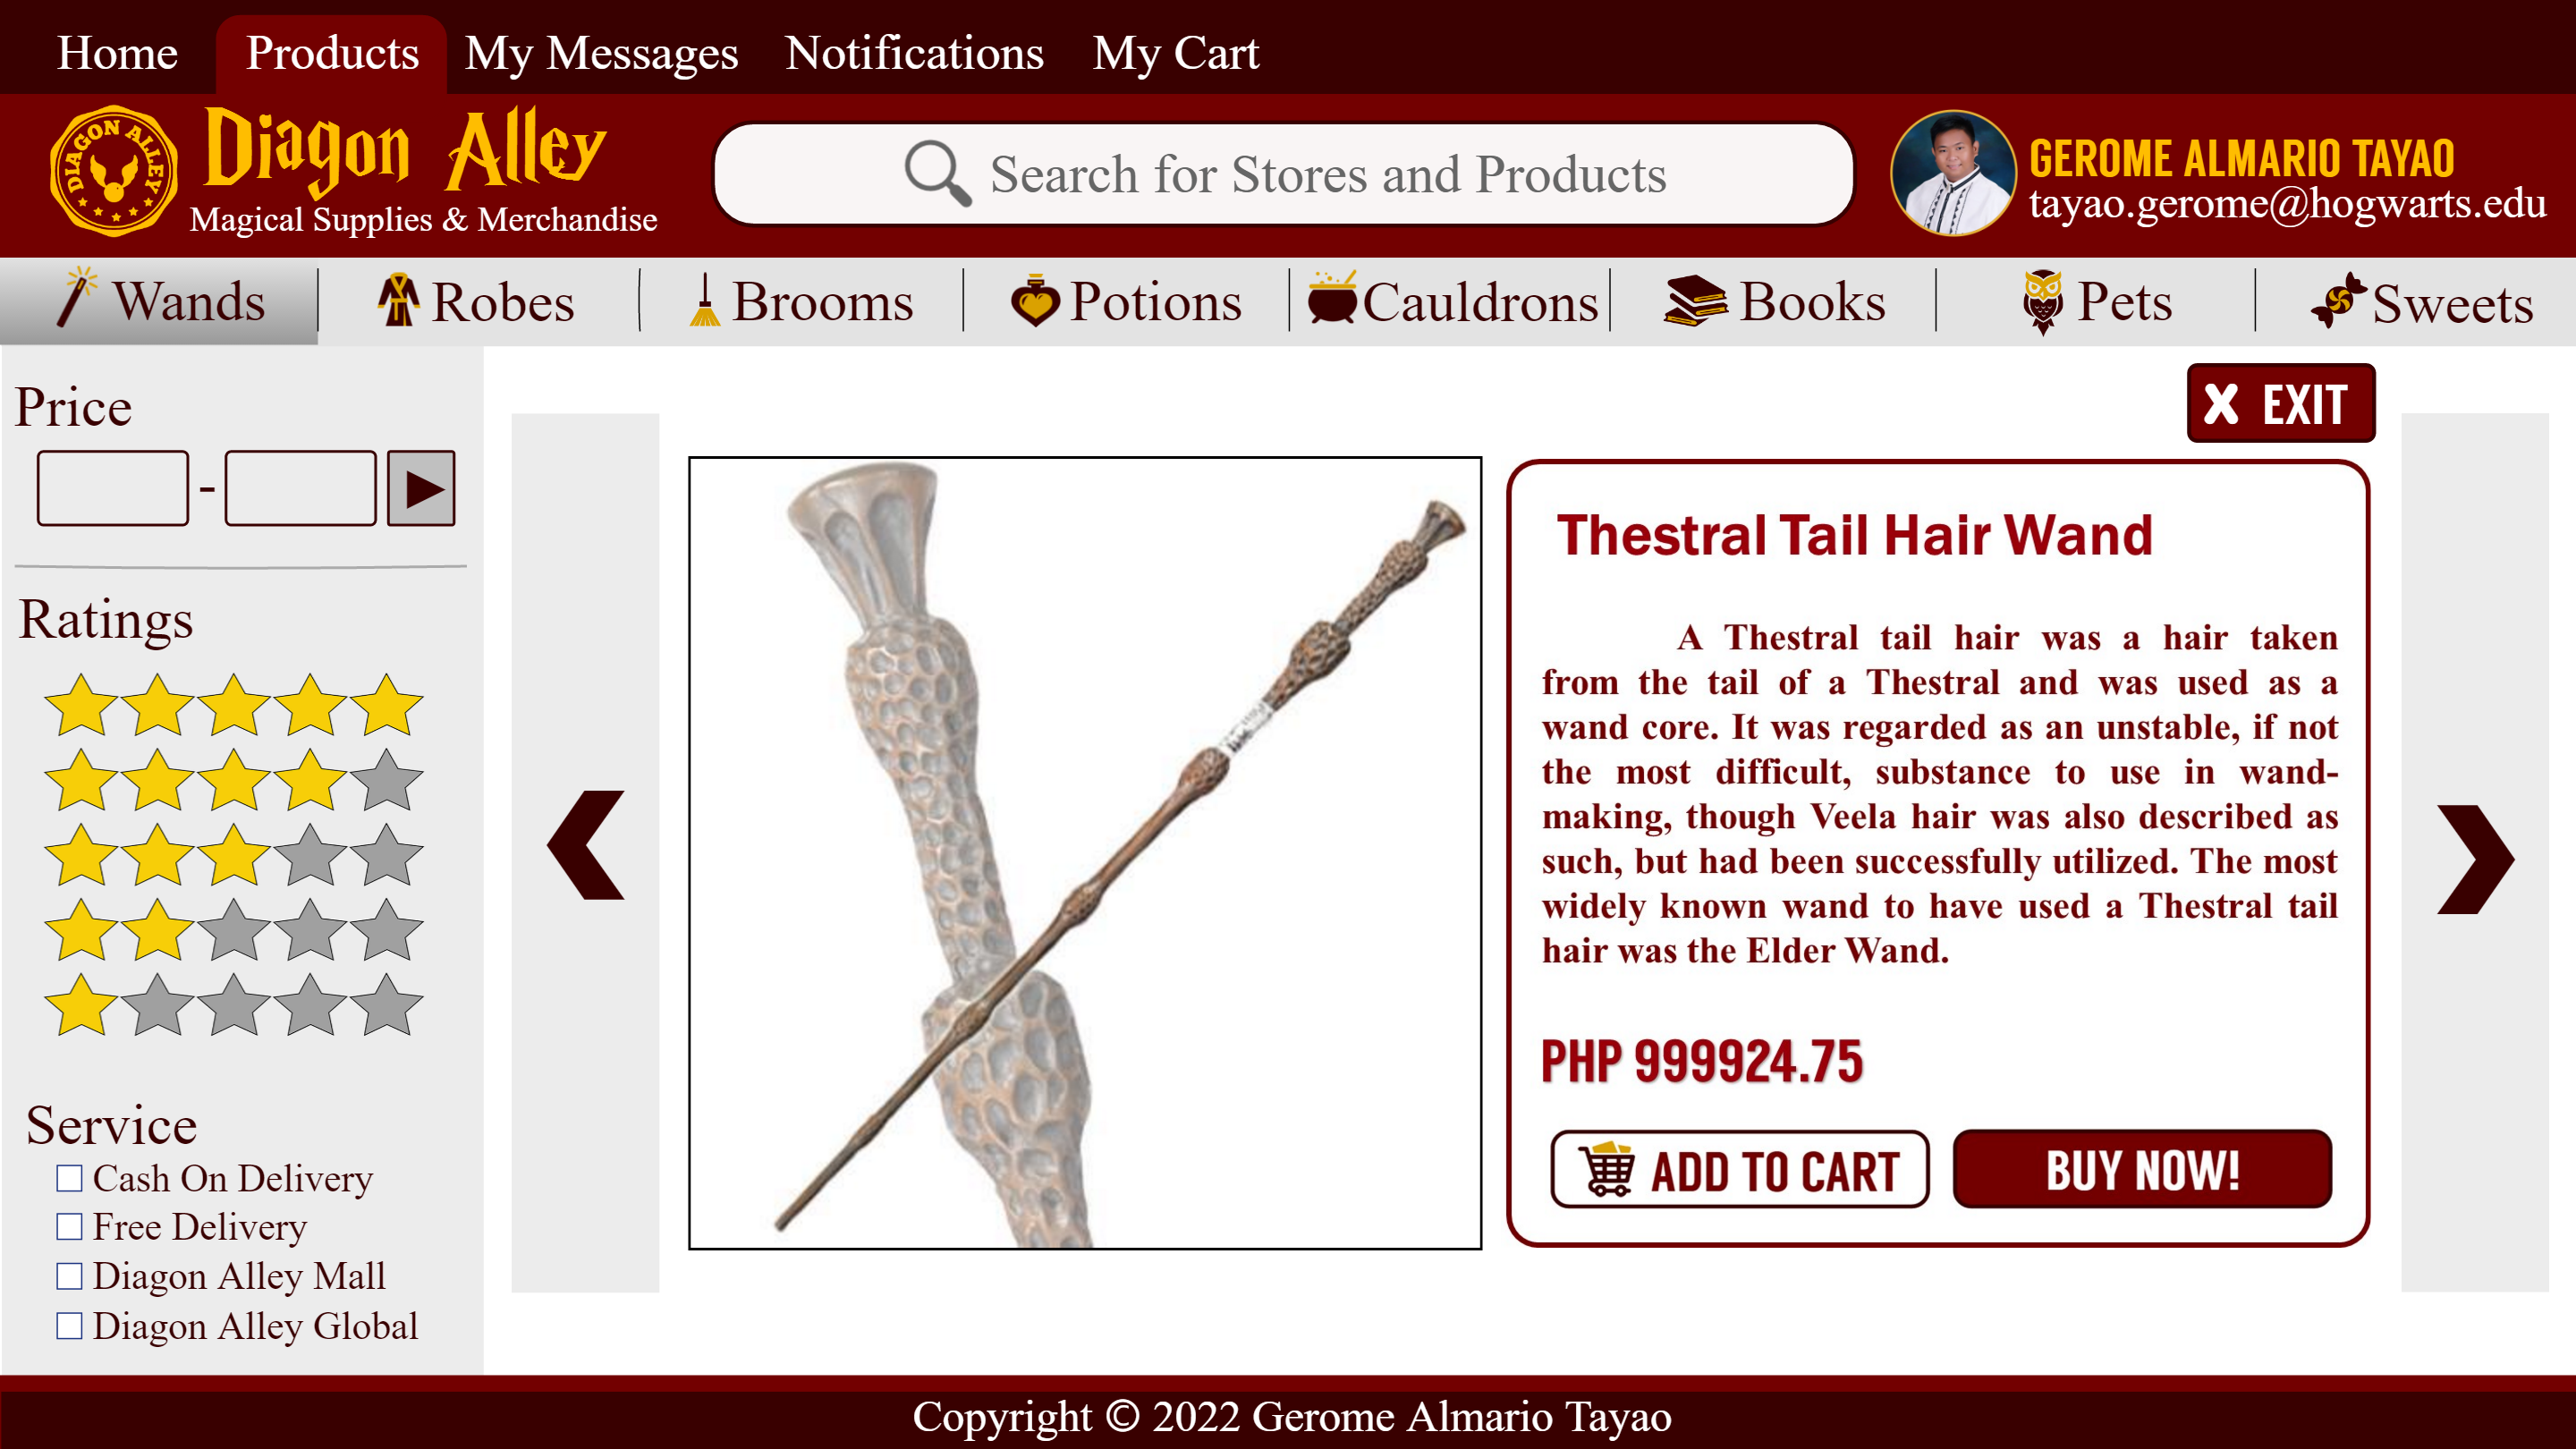 Home Products My Messages Notifications My Cart
DIAGON ALLEY
Diagon Alley
Magical Supplies & Merchandise
Search for Stores and Products
GEROME ALMARIO TAYAO
tayao.gerome@hogwarts.edu
Wands Robes Brooms Potions Cauldrons Books Pets Sweets
Price
-
Ratings
Service
Cash On Delivery
Free Delivery
Diagon Alley Mall
Diagon Alley Global
X EXIT
Thestral Tail Hair Wand
A Thestral tail hair was a hair taken
from the tail of a Thestral and was used as a
wand core. It was regarded as an unstable, if not
the most difficult, substance to use in wand-
making, though Veela hair was also described as
such, but had been successfully utilized. The most
widely known wand to have used a Thestral tail
hair was the Elder Wand.
PHP 999924.75
ADD TO CART
BUY NOW!
Copyright © 2022 Gerome Almario Tayao